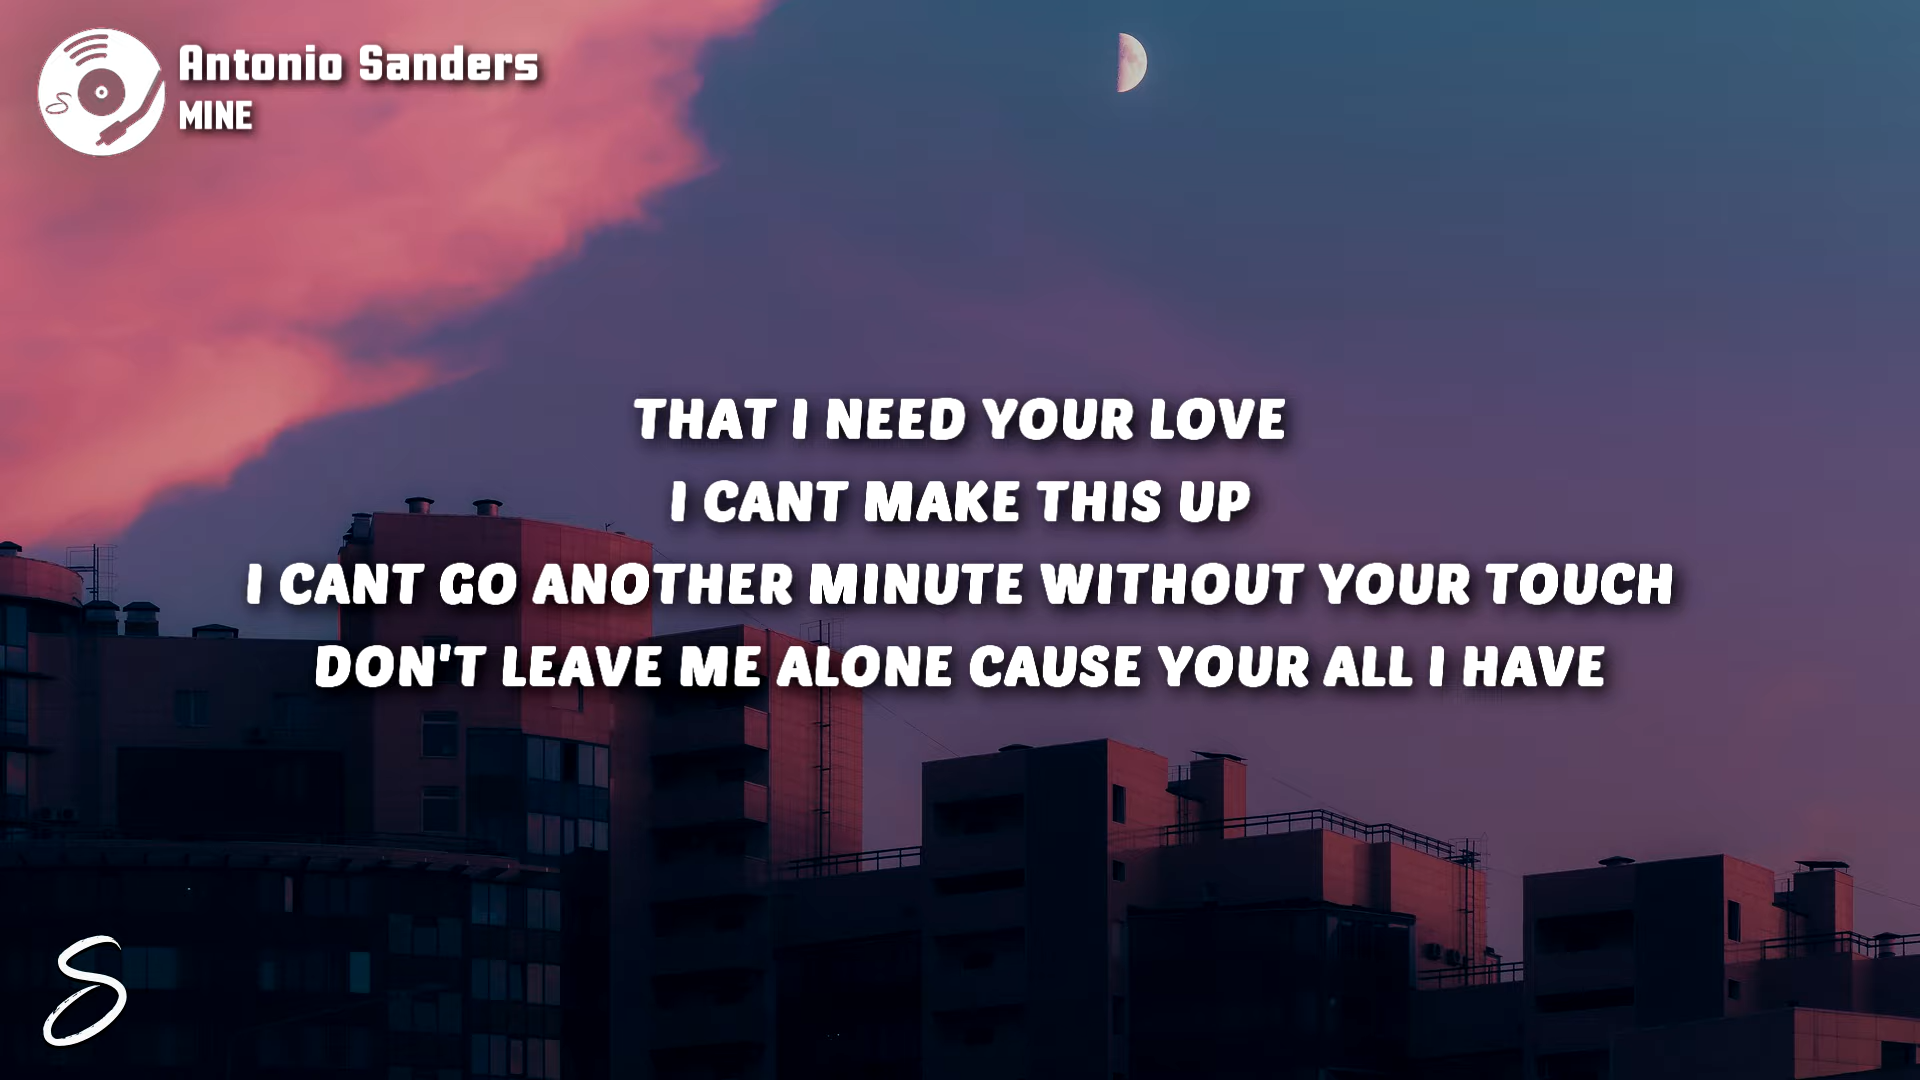 Antonio Sanders
MINE
THAT I NEED YOUR LOVE
I CANT MAKE THIS UP
I CANT GO ANOTHER MINUTE WITHOUT YOUR TOUCH
DON'T LEAVE ME ALONE CAUSE YOUR ALL I HAVE
S